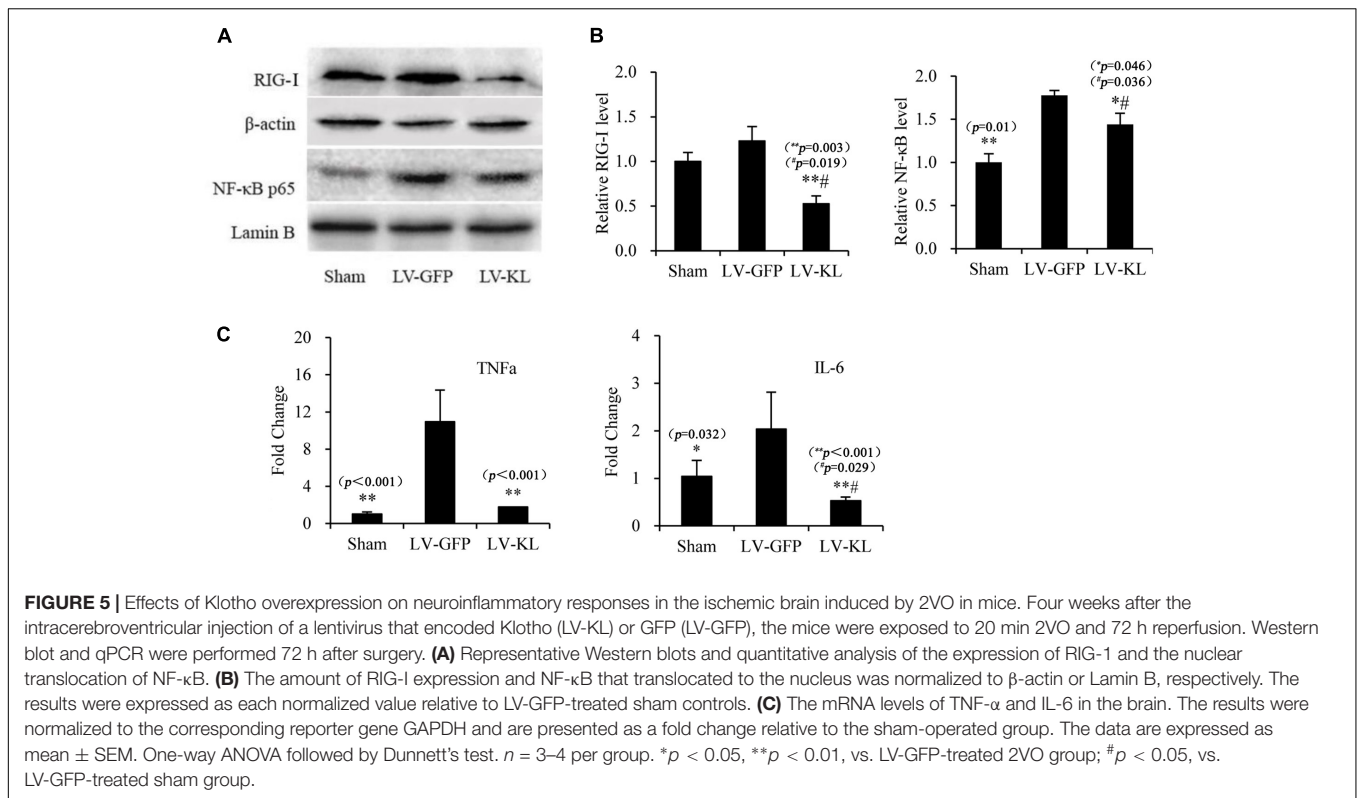 A
RIG-I
β-actin
NF-κB p65
Lamin B
Sham LV-GFP LV-KL
B
Relative RIG-I level
2.0
1.5
1.0
0.5
0.0
(**p=0.003)
(#p=0.019)
**#
Sham LV-GFP LV-KL
Relative NF-κB level
2.0
1.5
1.0
0.5
0.0
(p=0.01)
**
(*p=0.046)
(#p=0.036)
*#
Sham LV-GFP LV-KL
C
Fold Change
20
16
12
8
4
0
TNFa
(p<0.001)
**
(p<0.001)
**
Sham LV-GFP LV-KL
Fold Change
4
3
2
1
0
IL-6
(p=0.032)
*
(**p<0.001)
(#p=0.029)
**#
Sham LV-GFP LV-KL
FIGURE 5 | Effects of Klotho overexpression on neuroinflammatory responses in the ischemic brain induced by 2VO in mice. Four weeks after the
intracerebroventricular injection of a lentivirus that encoded Klotho (LV-KL) or GFP (LV-GFP), the mice were exposed to 20 min 2VO and 72 h reperfusion. Western
blot and qPCR were performed 72 h after surgery. (A) Representative Western blots and quantitative analysis of the expression of RIG-1 and the nuclear
translocation of NF-κB. (B) The amount of RIG-I expression and NF-κB that translocated to the nucleus was normalized to β-actin or Lamin B, respectively. The
results were expressed as each normalized value relative to LV-GFP-treated sham controls. (C) The mRNA levels of TNF-α and IL-6 in the brain. The results were
normalized to the corresponding reporter gene GAPDH and are presented as a fold change relative to the sham-operated group. The data are expressed as
mean ± SEM. One-way ANOVA followed by Dunnett's test. n = 3–4 per group. *p < 0.05, **p < 0.01, vs. LV-GFP-treated 2VO group; #p < 0.05, vs.
LV-GFP-treated sham group.